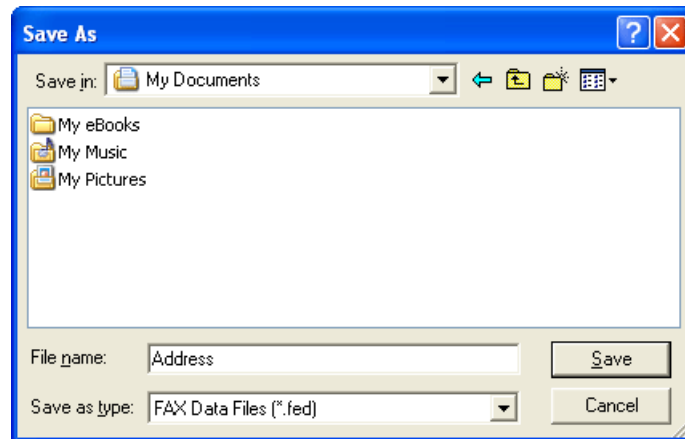 Save As
Save in: My Documents
My eBooks
My Music
My Pictures
File name: Address Save
Save as type: FAX Data Files (*.fed) Cancel